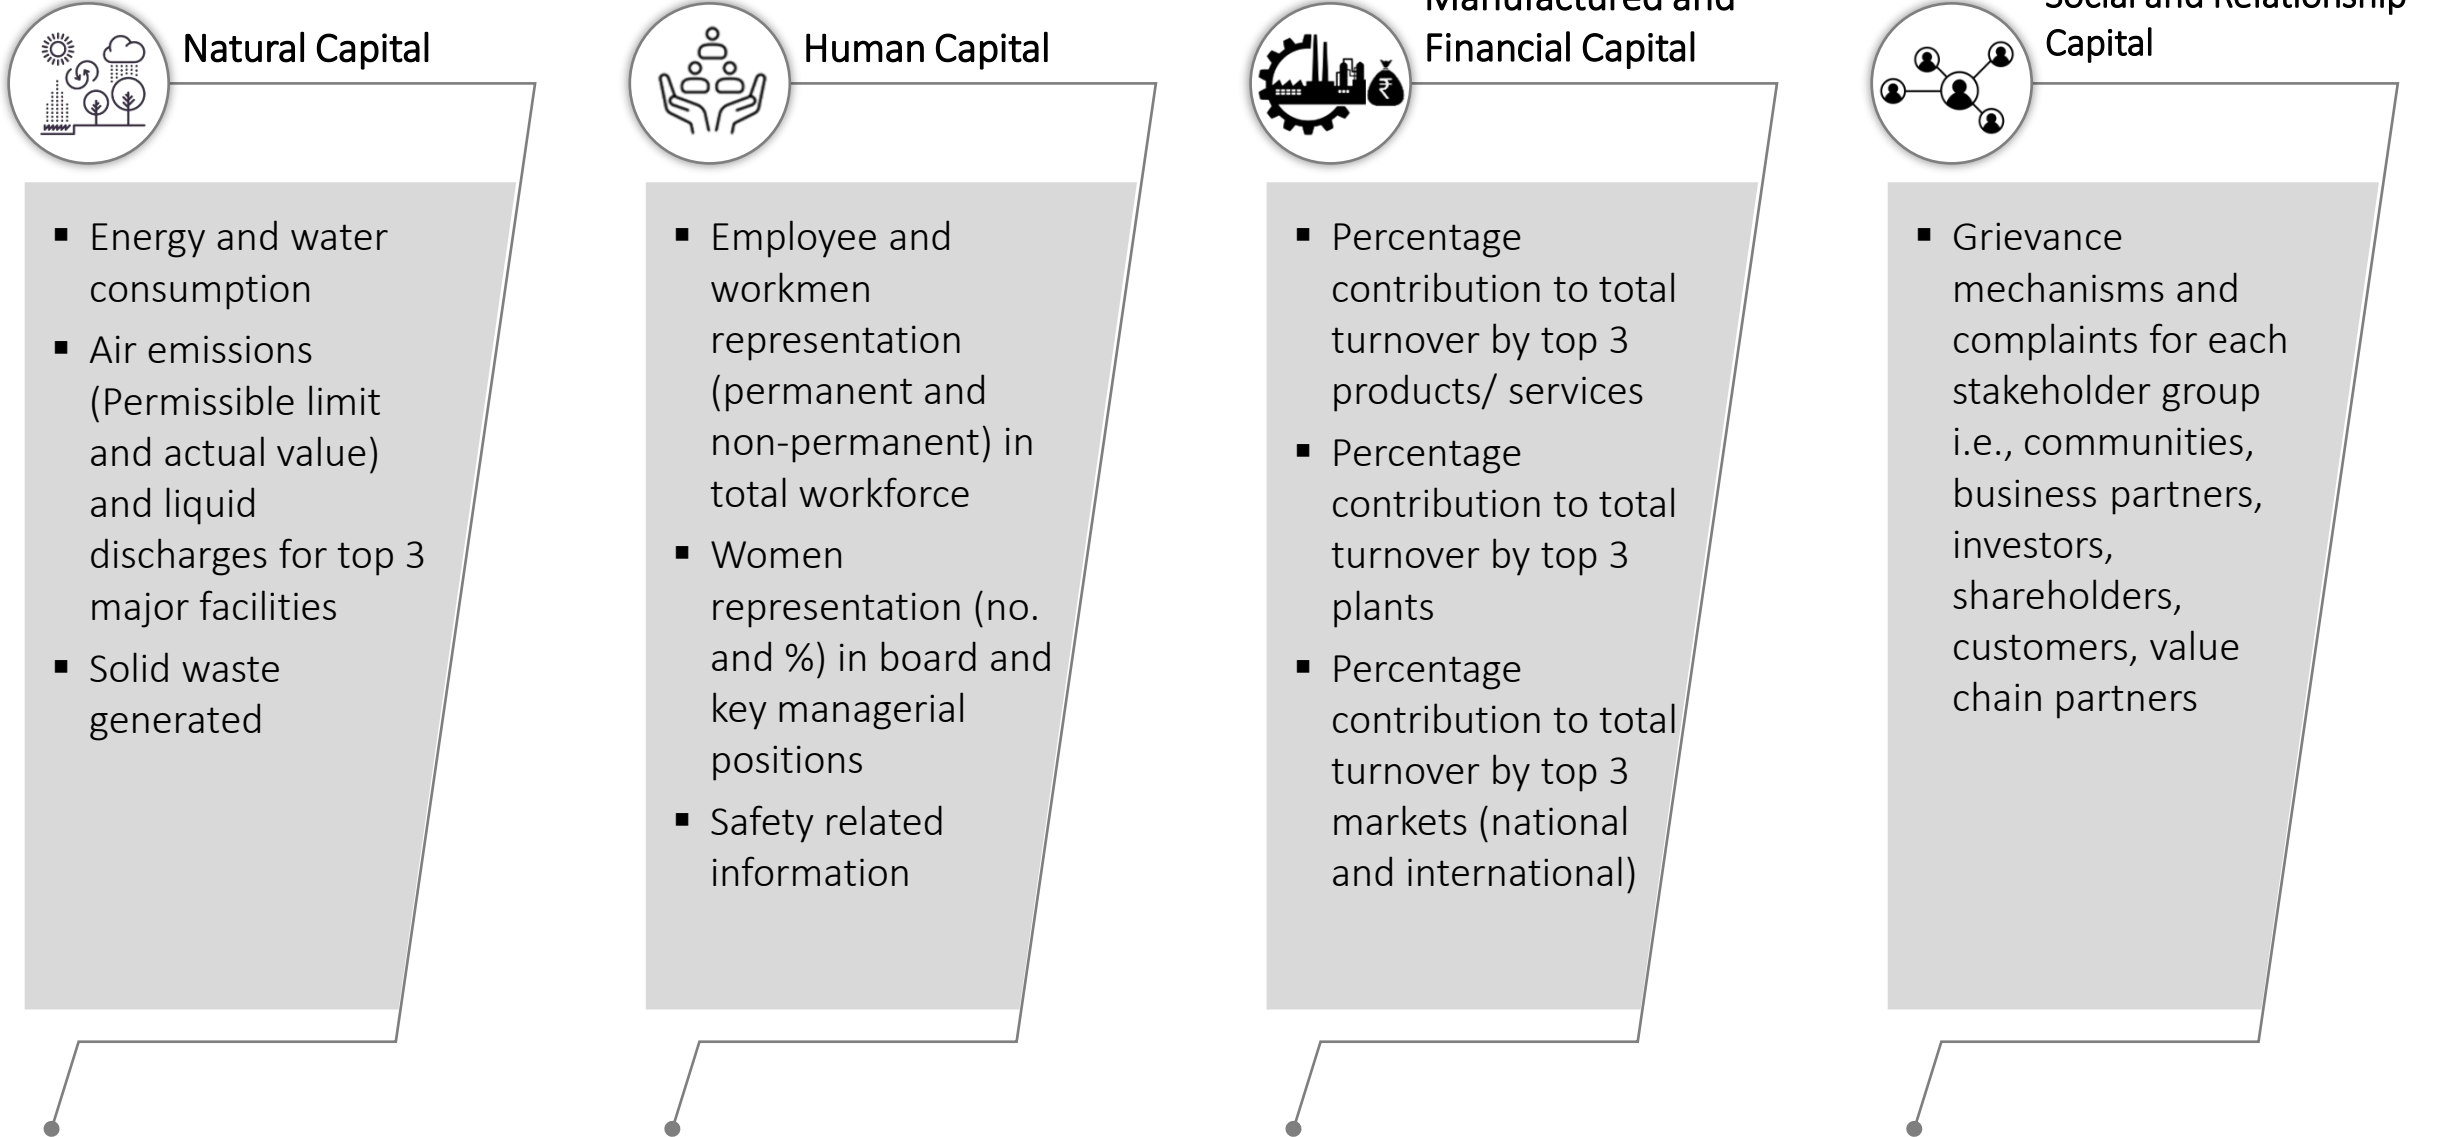 Natural Capital
▪ Energy and water
consumption
▪ Air emissions
(Permissible limit
and actual value)
and liquid
discharges for top 3
major facilities
▪ Solid waste
generated
Human Capital
▪ Employee and
workmen
representation
(permanent and
non-permanent) in
total workforce
▪ Women
representation (no.
and %) in board and
key managerial
positions
▪ Safety related
information
Manufactured and
Financial Capital
₹
▪ Percentage
contribution to total
turnover by top 3
products/ services
▪ Percentage
contribution to total
turnover by top 3
plants
▪ Percentage
contribution to total
turnover by top 3
markets (national
and international)
Social and Relationship
Capital
▪ Grievance
mechanisms and
complaints for each
stakeholder group
i.e., communities,
business partners,
investors,
shareholders,
customers, value
chain partners